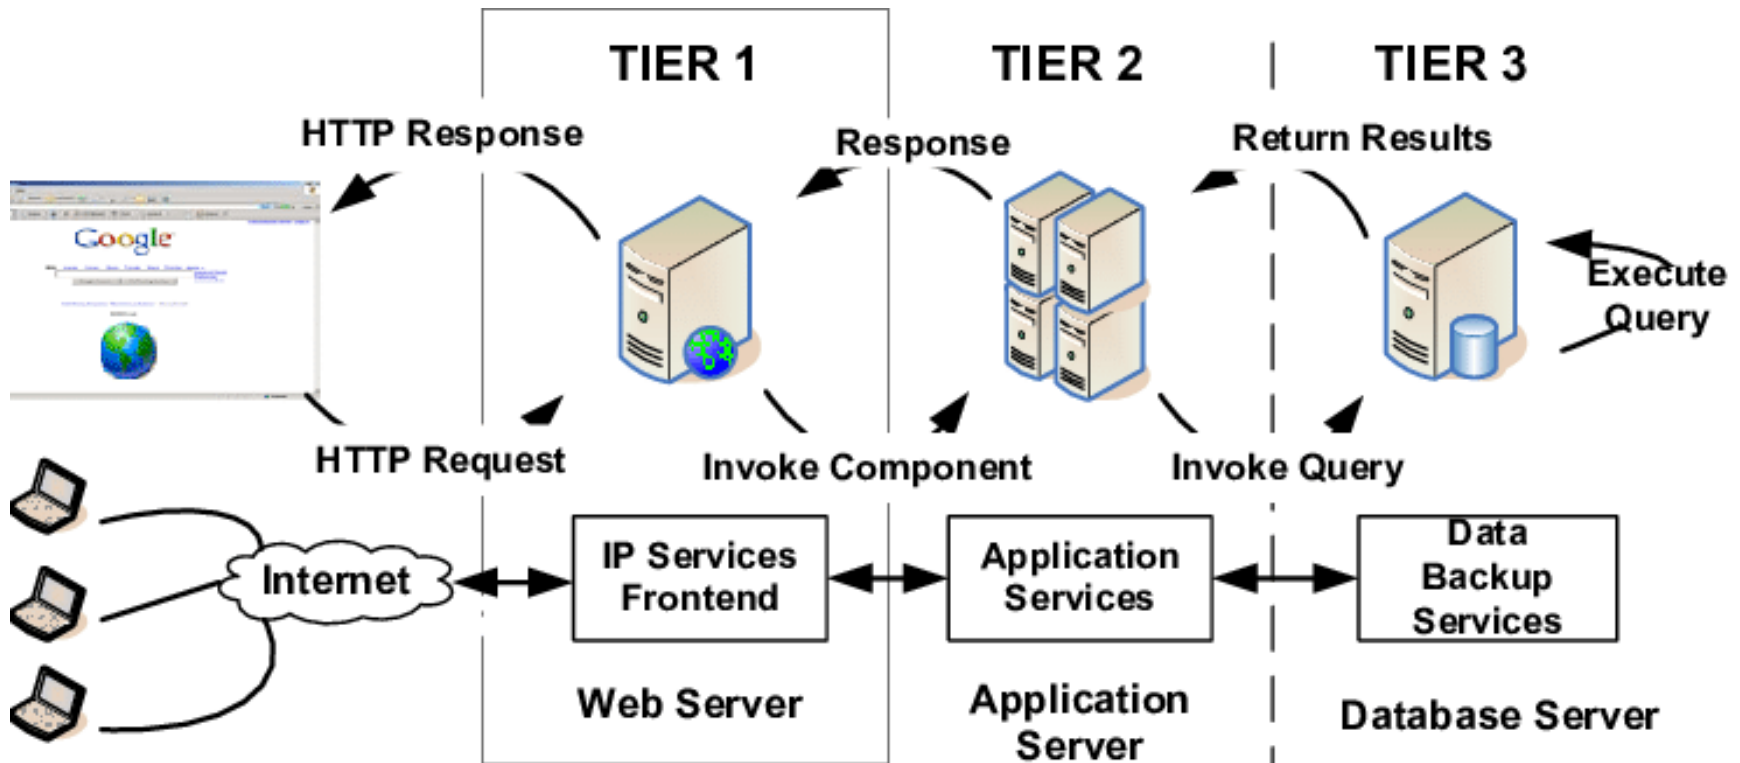 TIER 1
TIER 2
TIER 3
HTTP Response
Response
Return Results
Google
Execute
Query
HTTP Request
Invoke Component
Invoke Query
Internet
IP Services
Frontend
Application
Services
Data
Backup
Services
Web Server
Application
Server
Database Server